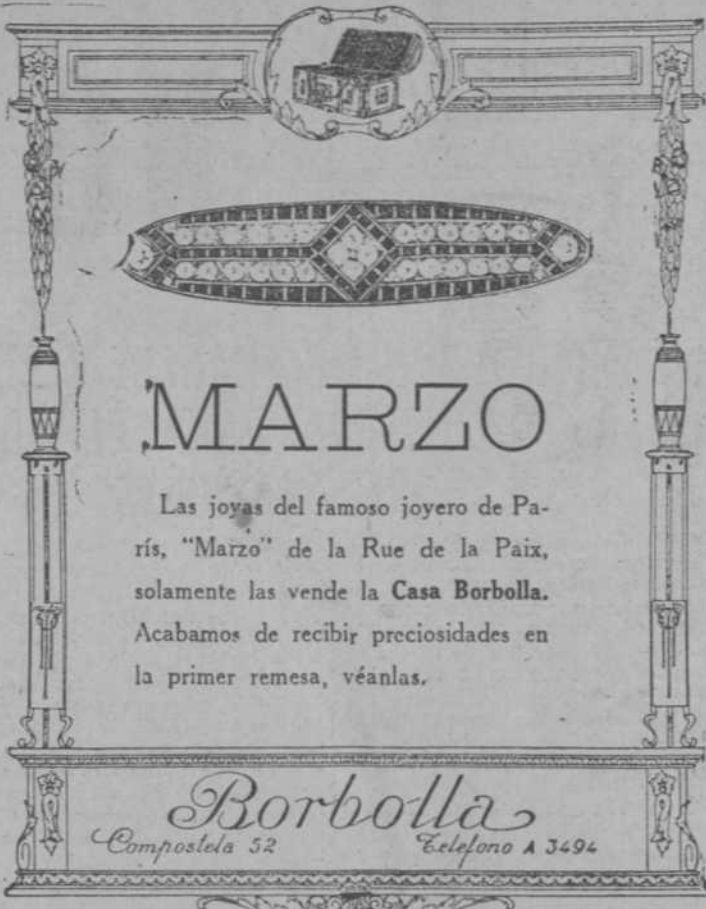 MARZO
Las joyas del famoso joyero de Pa-
rís, "Marzo" de la Rue de la Paix,
solamente las vende la Casa Borbolla.
Acabamos de recibir preciosidades en
la primer remesa, véanlas.
Borbolla
Compostela 52 Teléfono A 3494